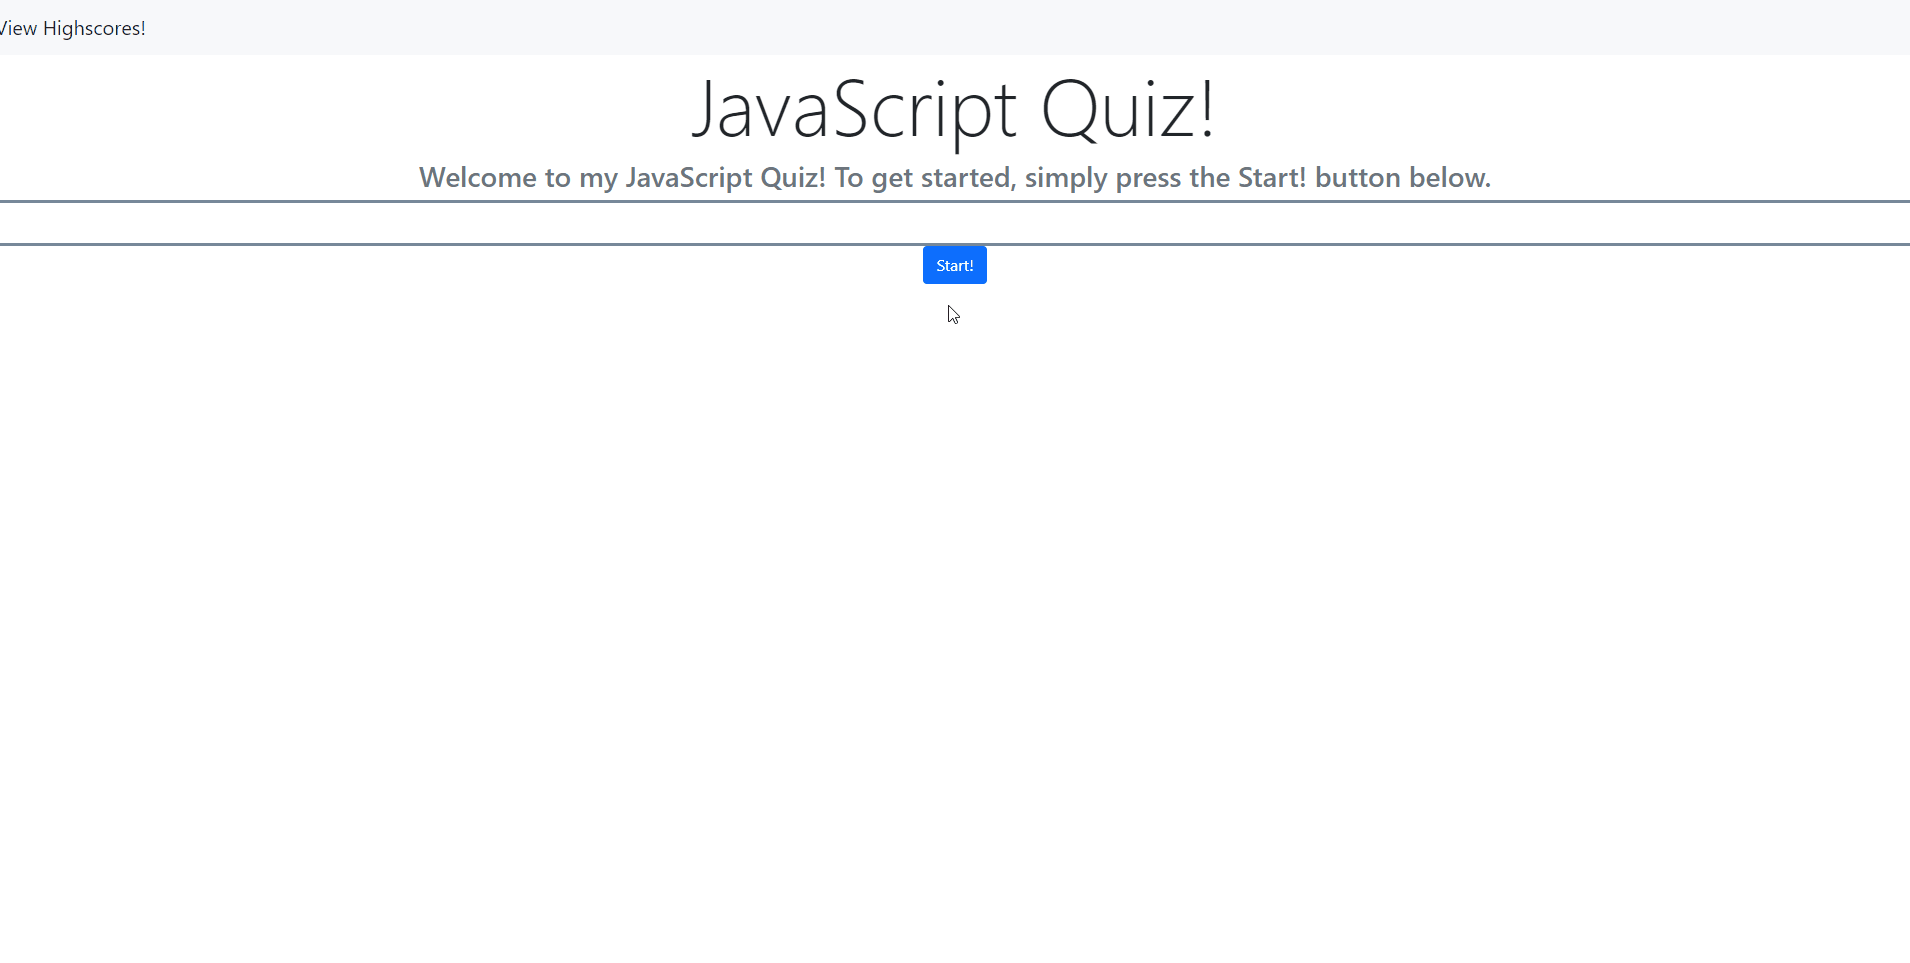 View Highscores!
JavaScript Quiz!
Welcome to my JavaScript Quiz! To get started, simply press the Start! button below.
Start!